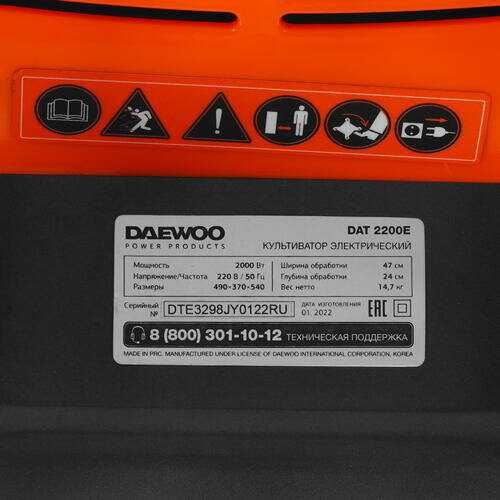 DAEWOO DAT 2200E
POWER PRODUCTS КУЛЬТИВАТОР ЭЛЕКТРИЧЕСКИЙ
Мощность 2000 Вт Ширина обработки 47 см
Напряжение/Частота 220 В / 50 Гц Глубина обработки 24 см
Размеры 490×370×540 Вес нетто 14,7 кг
Серийный № DTE3298JY0122RU ДАТА ИЗГОТОВЛЕНИЯ 01. 2022 EAC
8 (800) 301-10-12 ТЕХНИЧЕСКАЯ ПОДДЕРЖКА
MADE IN PRC. MANUFACTURED UNDER LICENSE OF DAEWOO INTERNATIONAL CORPORATION, KOREA